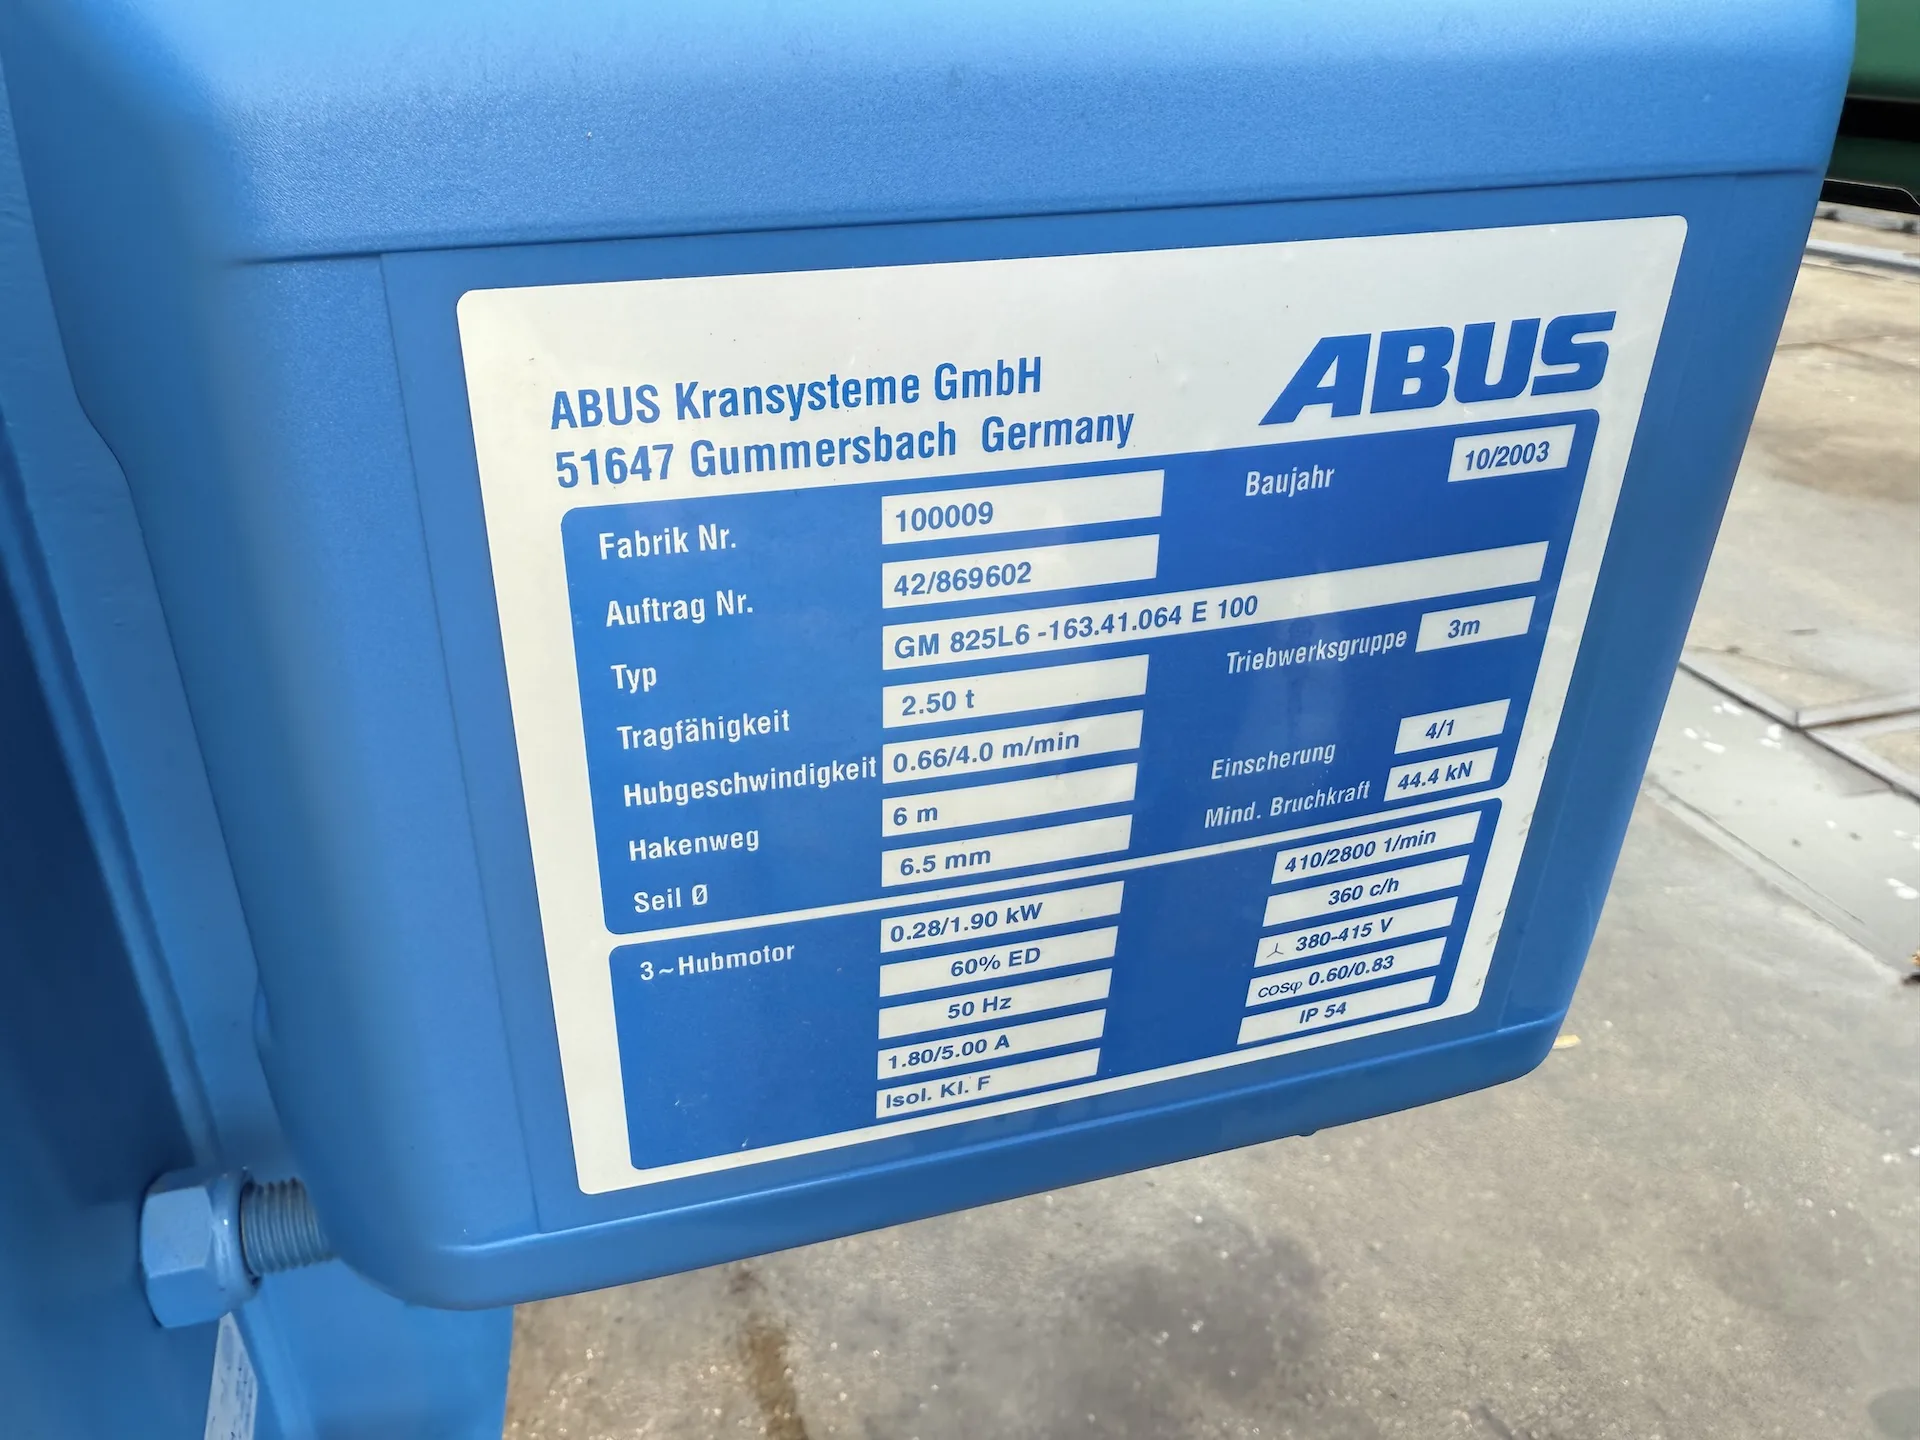 ABUS
ABUS Kransysteme GmbH
51647 Gummersbach Germany
Fabrik Nr. 100009 Baujahr 10/2003
Auftrag Nr. 42/869602
Typ GM 825L6 -163.41.064 E 100
Tragfähigkeit 2.50 t Triebwerksgruppe 3m
Hubgeschwindigkeit 0.66/4.0 m/min
Hakenweg 6 m Einscherung 4/1
Seil Ø 6.5 mm Mind. Bruchkraft 44.4 kN
3~Hubmotor 0.28/1.90 kW 410/2800 1/min
60% ED 360 c/h
50 Hz 380-415 V
1.80/5.00 A cosφ 0.60/0.83
Isol. Kl. F IP 54